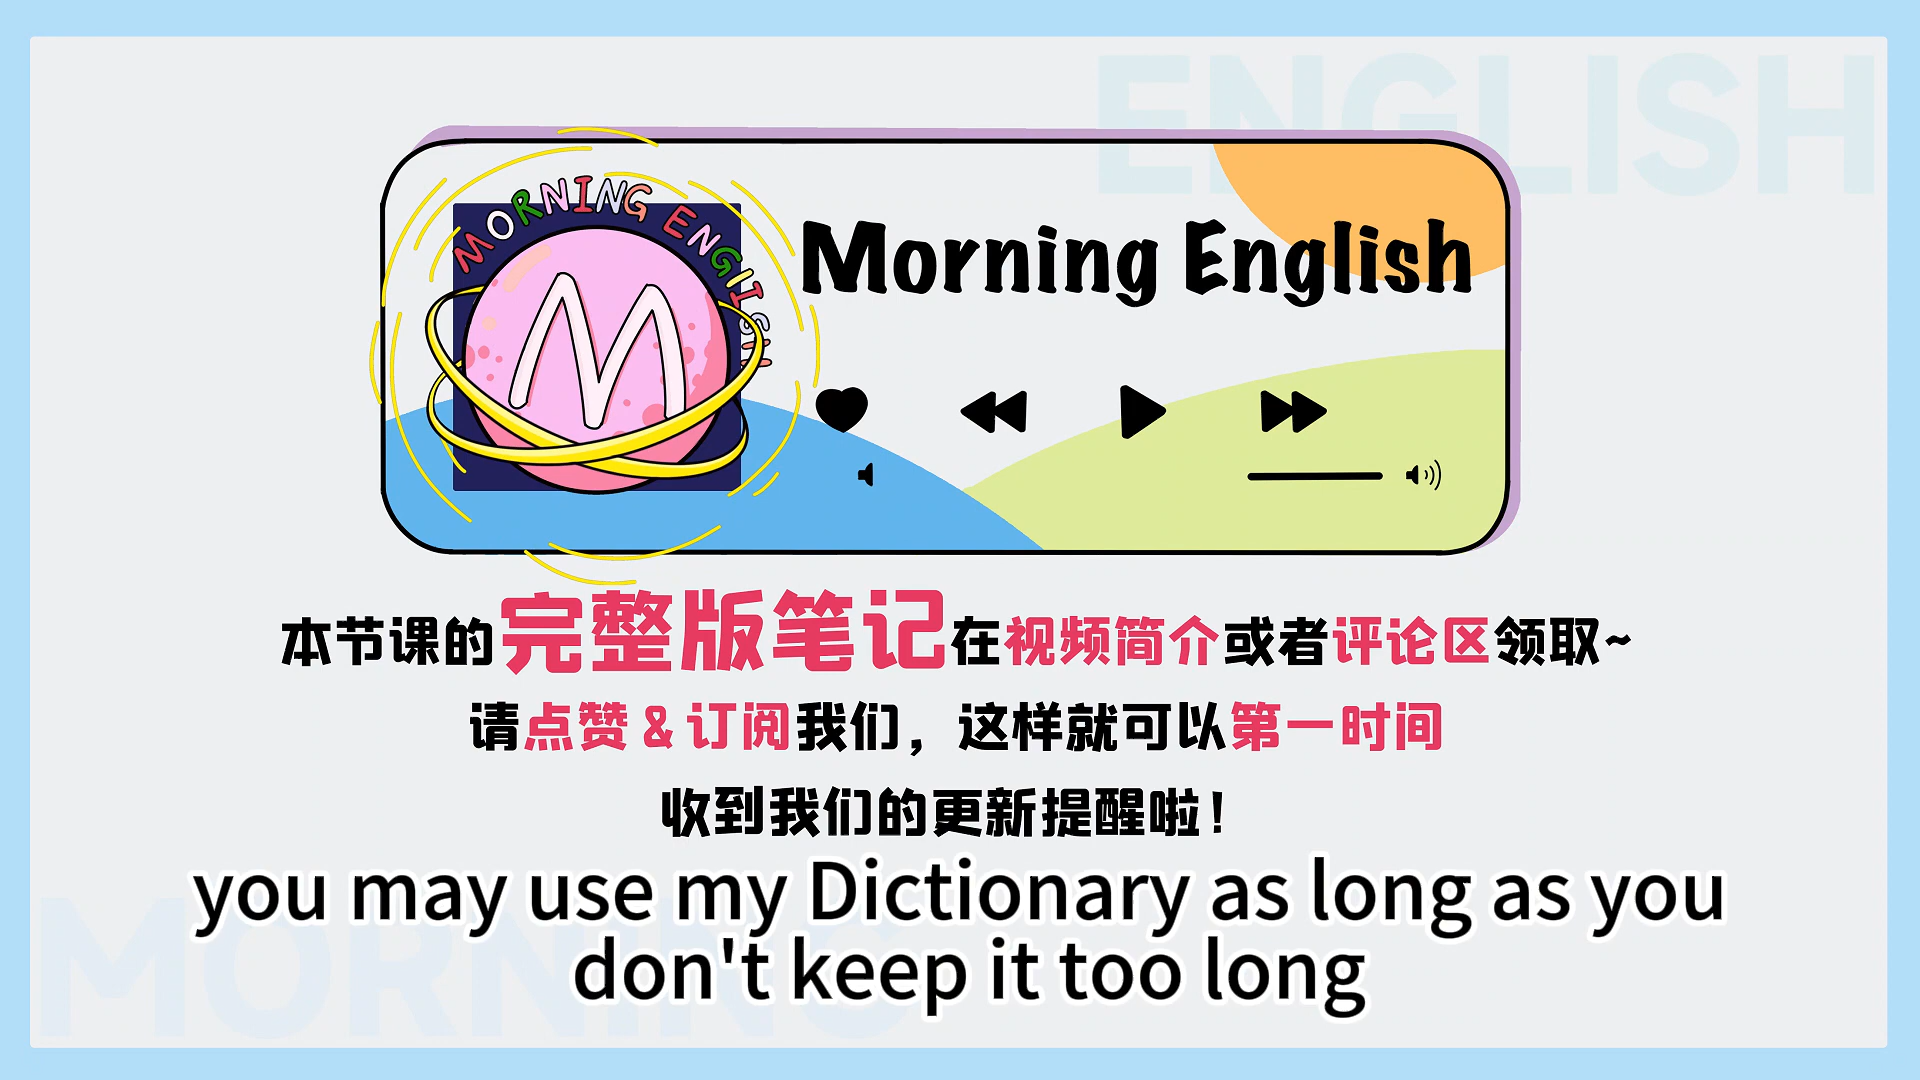 ENGLISH
MORNING ENGLISH
M
Morning English
本节课的完整版笔记在视频简介或者评论区领取~
请点赞&订阅我们，这样就可以第一时间
收到我们的更新提醒啦！
you may use my Dictionary as long as you
don't keep it too long
MORNING